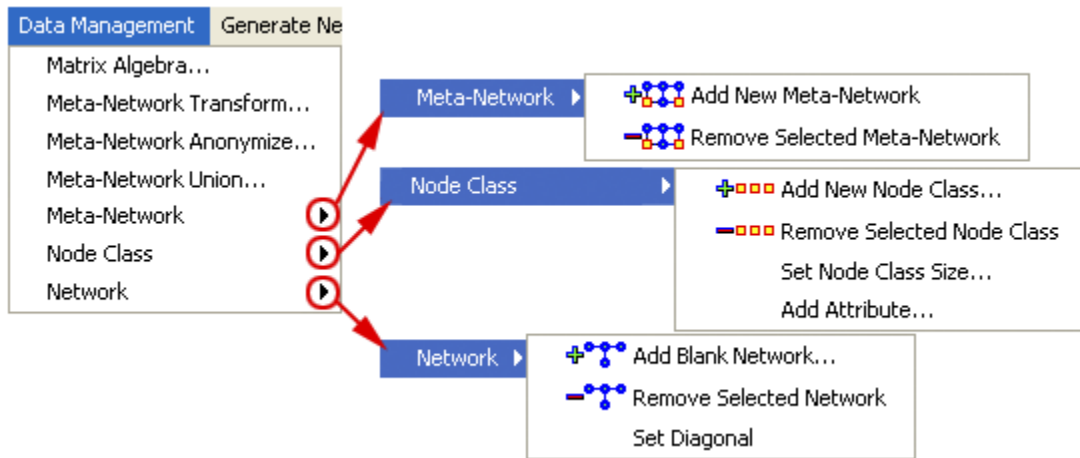 Data Management Generate Ne
Matrix Algebra...
Meta-Network Transform...
Meta-Network Anonymize...
Meta-Network Union...
Meta-Network
Node Class
Network
Meta-Network
Add New Meta-Network
Remove Selected Meta-Network
Node Class
Add New Node Class...
Remove Selected Node Class
Set Node Class Size...
Add Attribute...
Network
Add Blank Network...
Remove Selected Network
Set Diagonal